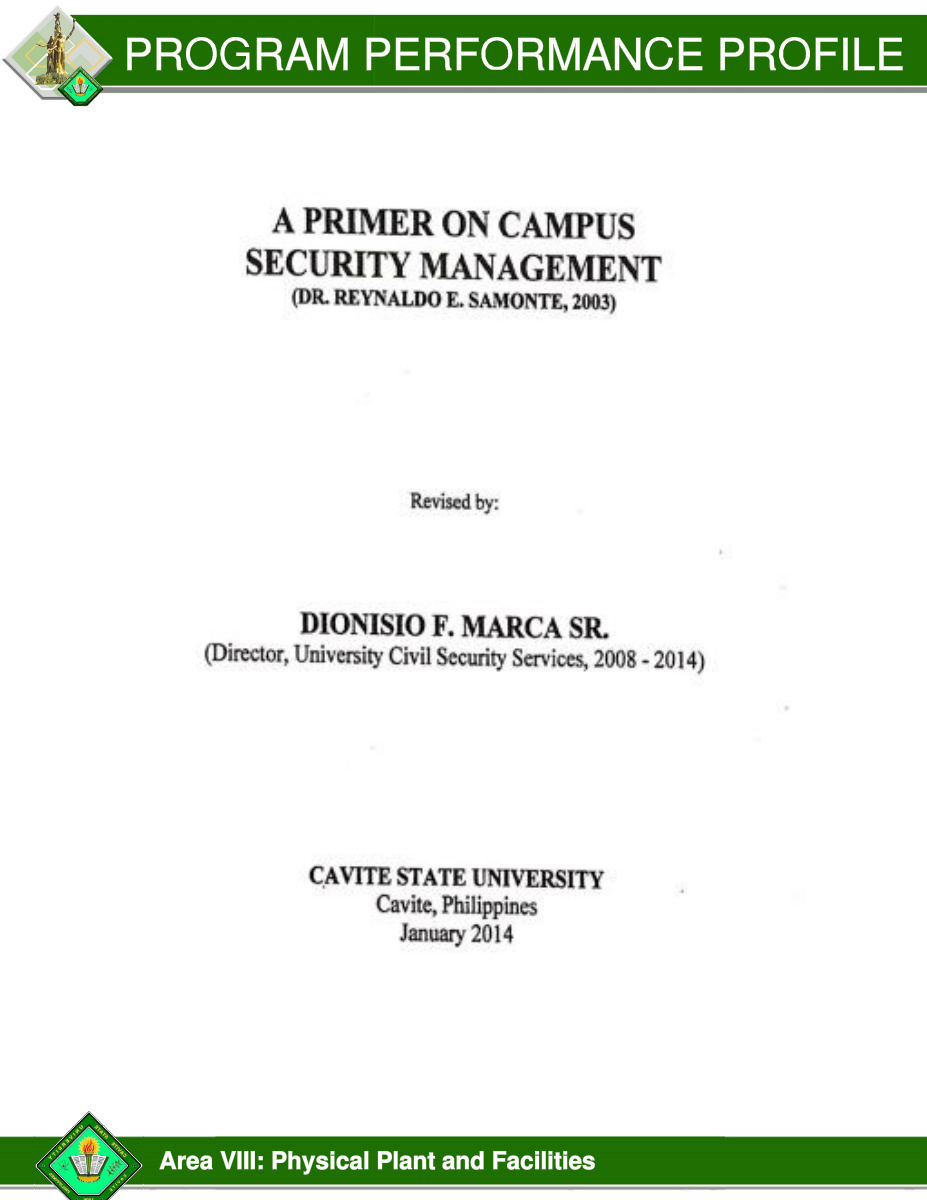 PROGRAM PERFORMANCE PROFILE
A PRIMER ON CAMPUS
SECURITY MANAGEMENT
(DR. REYNALDO E. SAMONTE, 2003)
Revised by:
DIONISIO F. MARCA SR.
(Director, University Civil Security Services, 2008 - 2014)
CAVITE STATE UNIVERSITY
Cavite, Philippines
January 2014
Area VIII: Physical Plant and Facilities